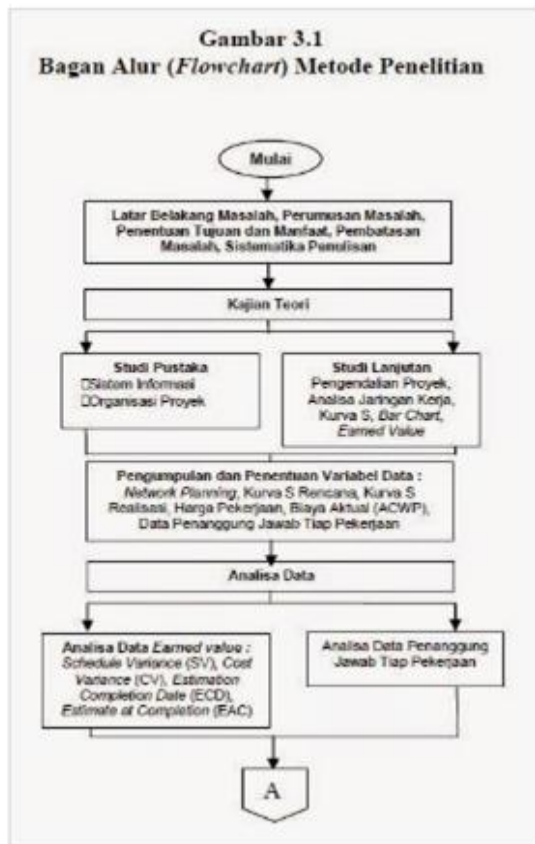 Gambar 3.1
Bagan Alur (Flowchart) Metode Penelitian
Mulai
Latar Belakang Masalah, Perumusan Masalah,
Penentuan Tujuan dan Manfaat, Pembatasan
Masalah, Sistematika Penulisan
Kajian Teori
Studi Pustaka
□Sistem Informasi
□Organisasi Proyek
Studi Lanjutan
Pengendalian Proyek,
Analisa Jaringan Kerja,
Kurva S, Bar Chart,
Earned Value
Pengumpulan dan Penentuan Variabel Data :
Network Planning, Kurva S Rencana, Kurva S
Realisasi, Harga Pekerjaan, Biaya Aktual (ACWP),
Data Penanggung Jawab Tiap Pekerjaan
Analisa Data
Analisa Data Earned value :
Schedule Variance (SV), Cost
Variance (CV), Estimation
Completion Date (ECD),
Estimate at Completion (EAC)
Analisa Data Penanggung
Jawab Tiap Pekerjaan
A